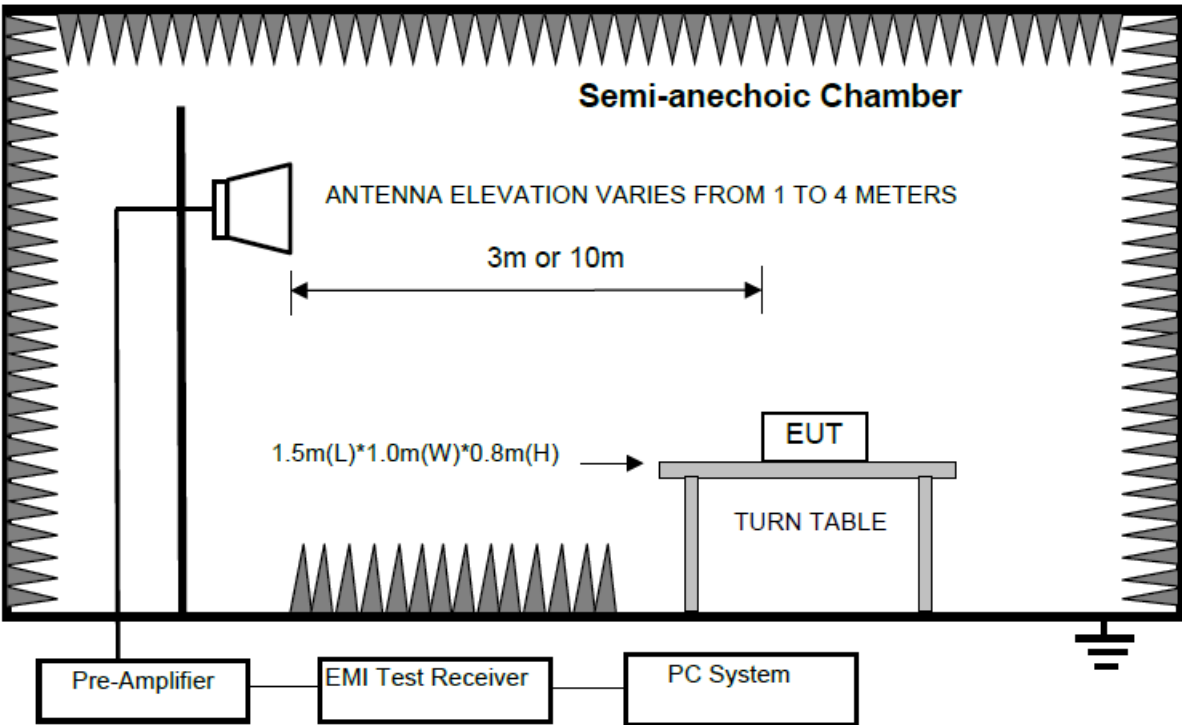 Semi-anechoic Chamber
ANTENNA ELEVATION VARIES FROM 1 TO 4 METERS
3m or 10m
1.5m(L)*1.0m(W)*0.8m(H)
EUT
TURN TABLE
Pre-Amplifier
EMI Test Receiver
PC System